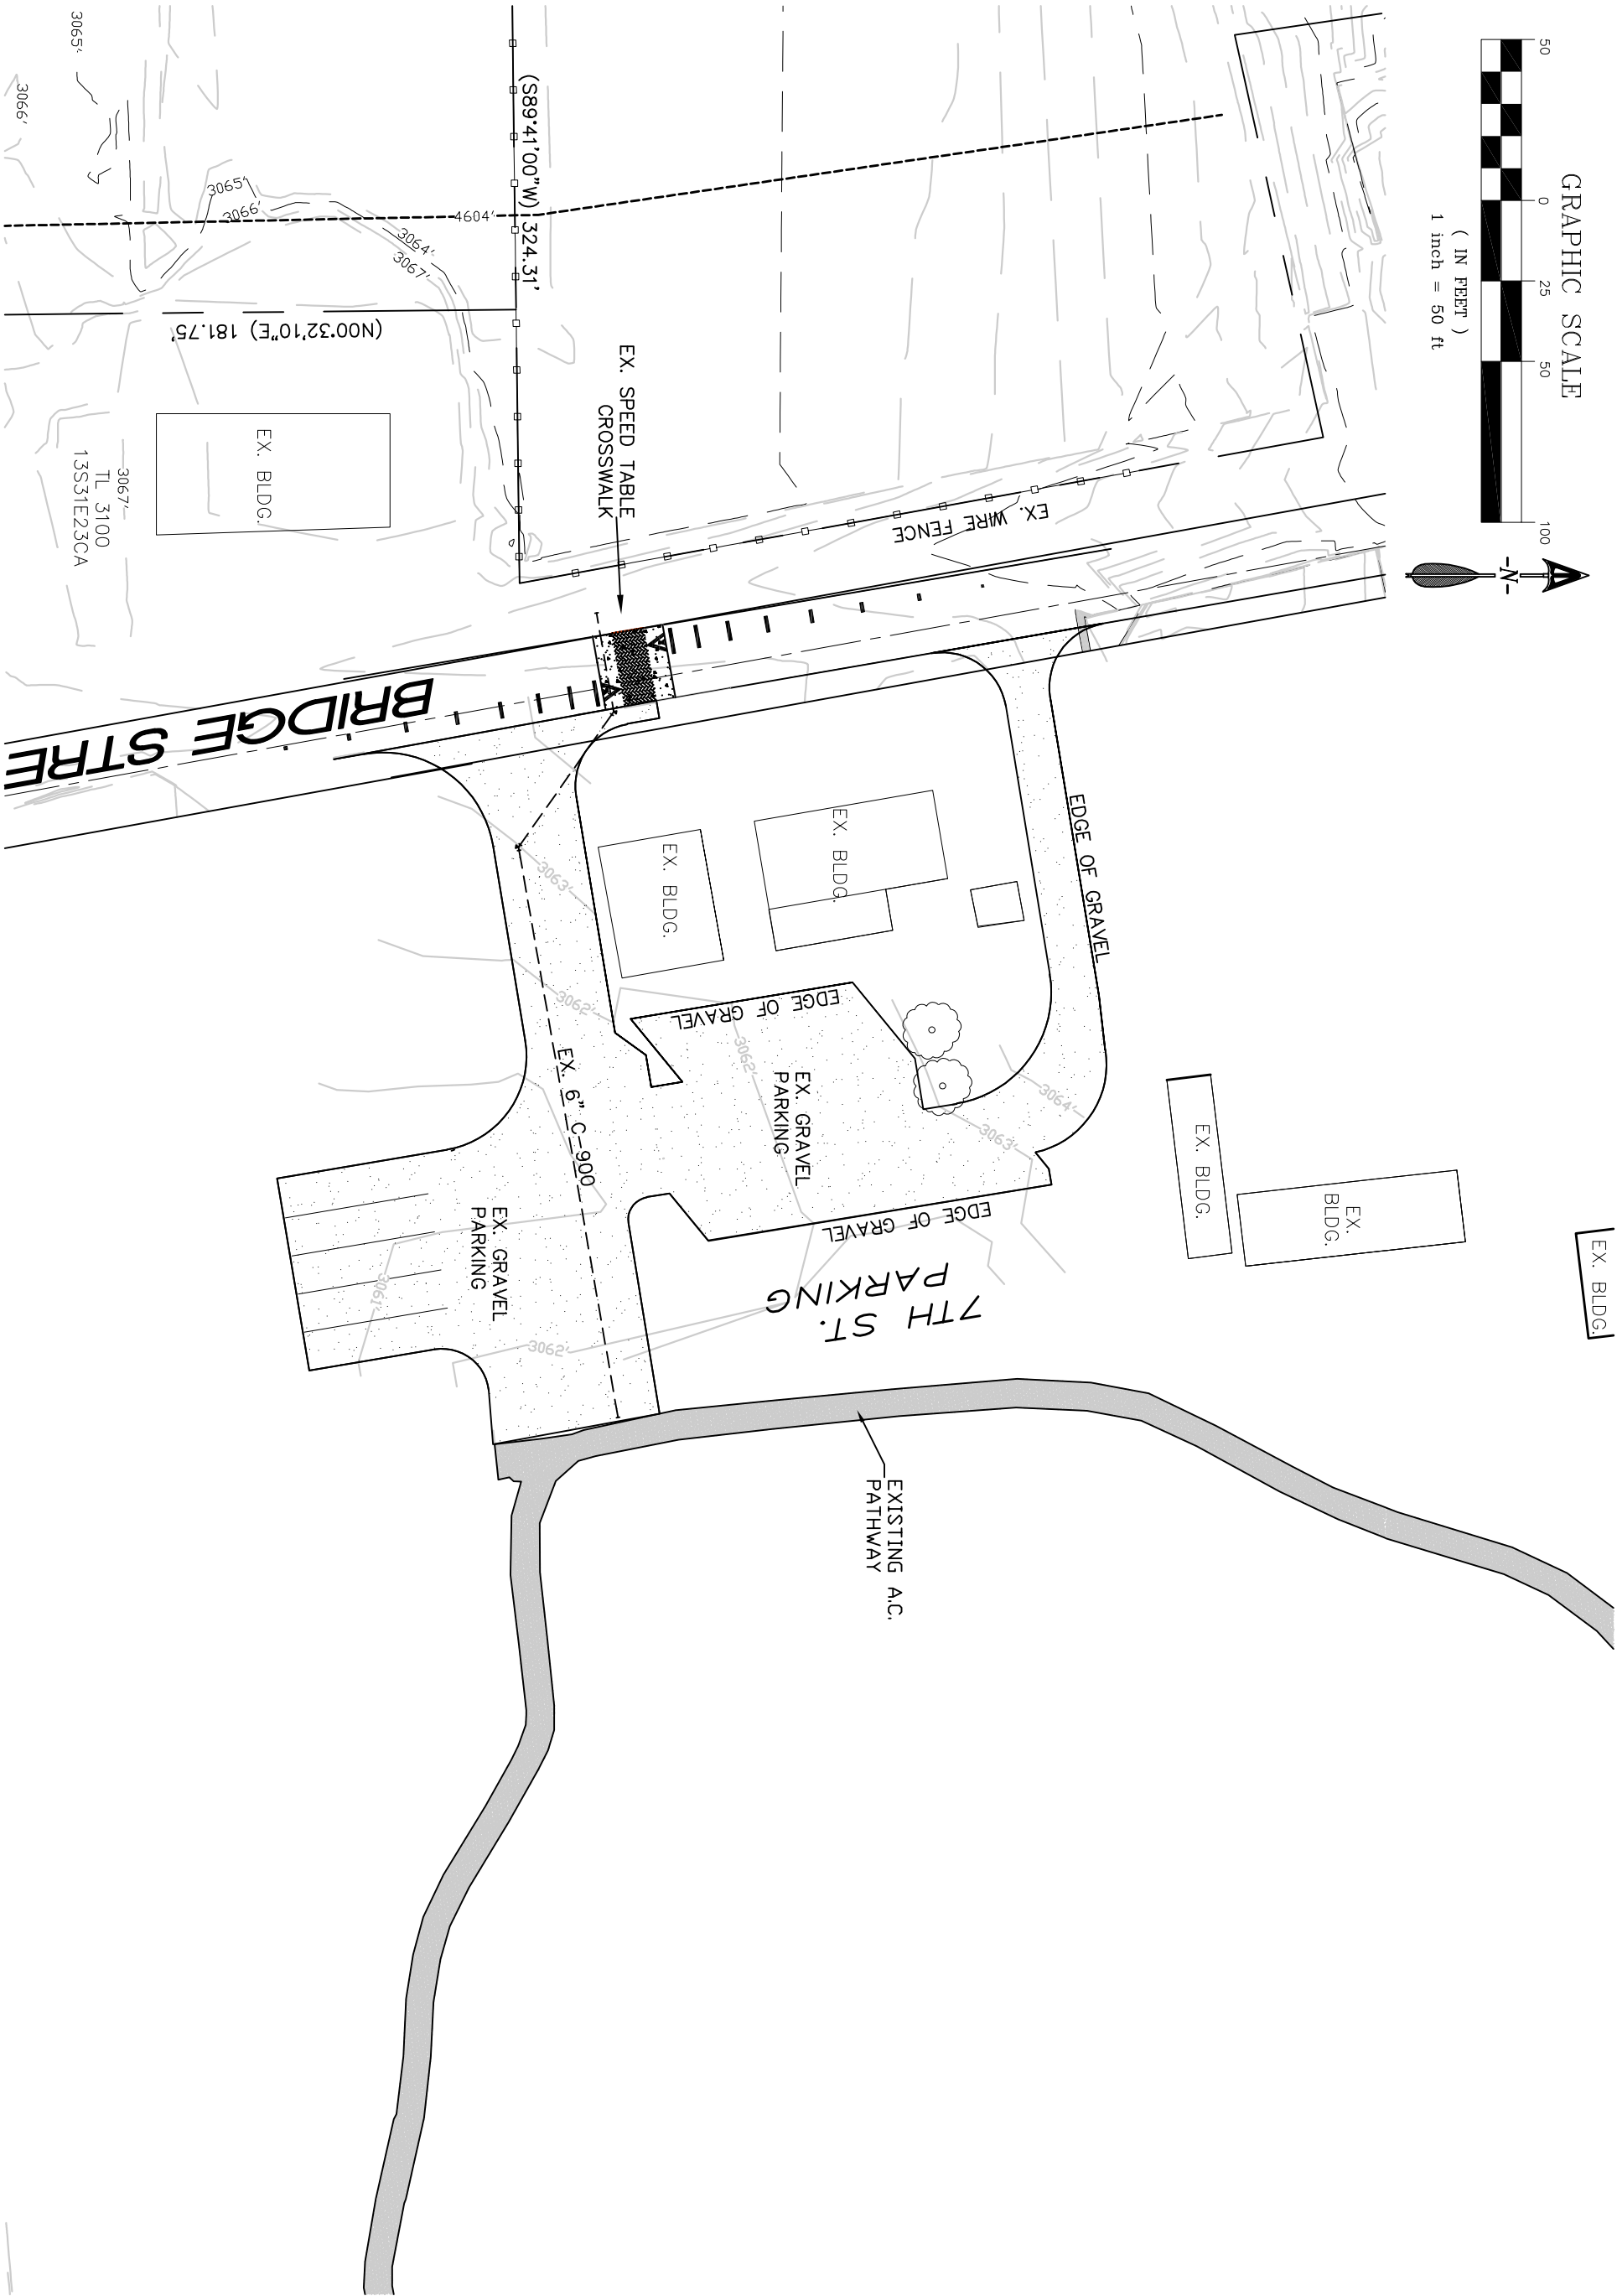 GRAPHIC SCALE
50
0
25
50
100
( IN FEET )
1 inch = 50 ft
-N-
(S89°41'00"W) 324.31'
(N00°32'10"E) 181.75'
4604'
3065'
3066'
3065'
3066'
3064'
3067'
EX. BLDG.
3067'
TL 3100
13S31E23CA
EX. SPEED TABLE
CROSSWALK
EX. WIRE FENCE
BRIDGE STRE
EDGE OF GRAVEL
EX. BLDG.
EX. BLDG.
3063'
3062'
EDGE OF GRAVEL
3062'
EX. GRAVEL
PARKING
3064'
3063'
EDGE OF GRAVEL
EX. 6" C-900
EX. GRAVEL
PARKING
3061'
3062'
7TH ST.
PARKING
EX. BLDG.
EX.
BLDG.
EX. BLDG.
EXISTING A.C.
PATHWAY